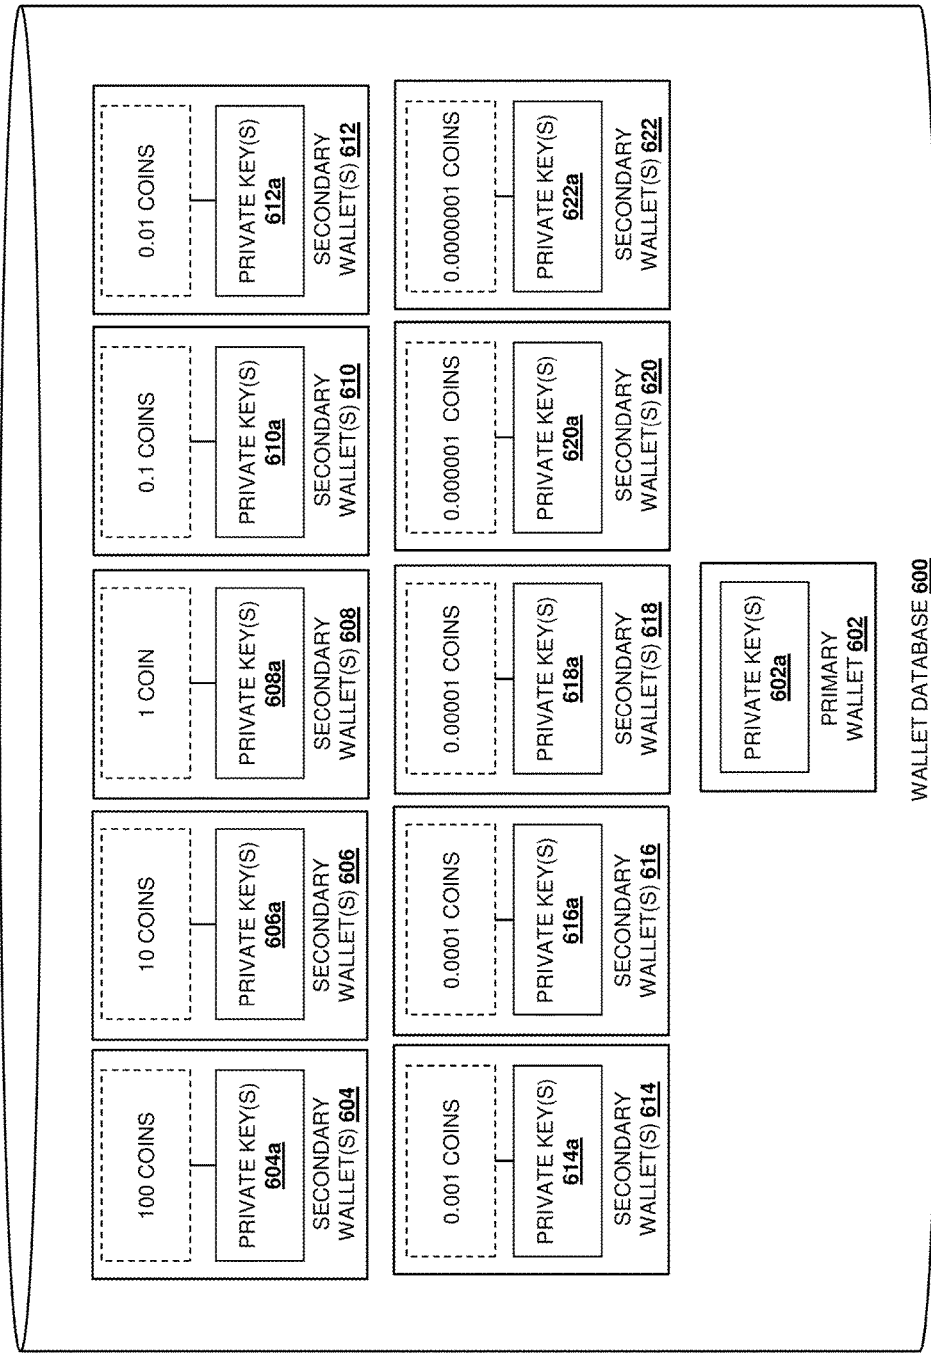 100 COINS
PRIVATE KEY(S)
604a
SECONDARY
WALLET(S) 604
10 COINS
PRIVATE KEY(S)
606a
SECONDARY
WALLET(S) 606
1 COIN
PRIVATE KEY(S)
608a
SECONDARY
WALLET(S) 608
0.1 COINS
PRIVATE KEY(S)
610a
SECONDARY
WALLET(S) 610
0.01 COINS
PRIVATE KEY(S)
612a
SECONDARY
WALLET(S) 612
0.001 COINS
PRIVATE KEY(S)
614a
SECONDARY
WALLET(S) 614
0.0001 COINS
PRIVATE KEY(S)
616a
SECONDARY
WALLET(S) 616
0.00001 COINS
PRIVATE KEY(S)
618a
SECONDARY
WALLET(S) 618
0.000001 COINS
PRIVATE KEY(S)
620a
SECONDARY
WALLET(S) 620
0.0000001 COINS
PRIVATE KEY(S)
622a
SECONDARY
WALLET(S) 622
PRIVATE KEY(S)
602a
PRIMARY
WALLET 602
WALLET DATABASE 600